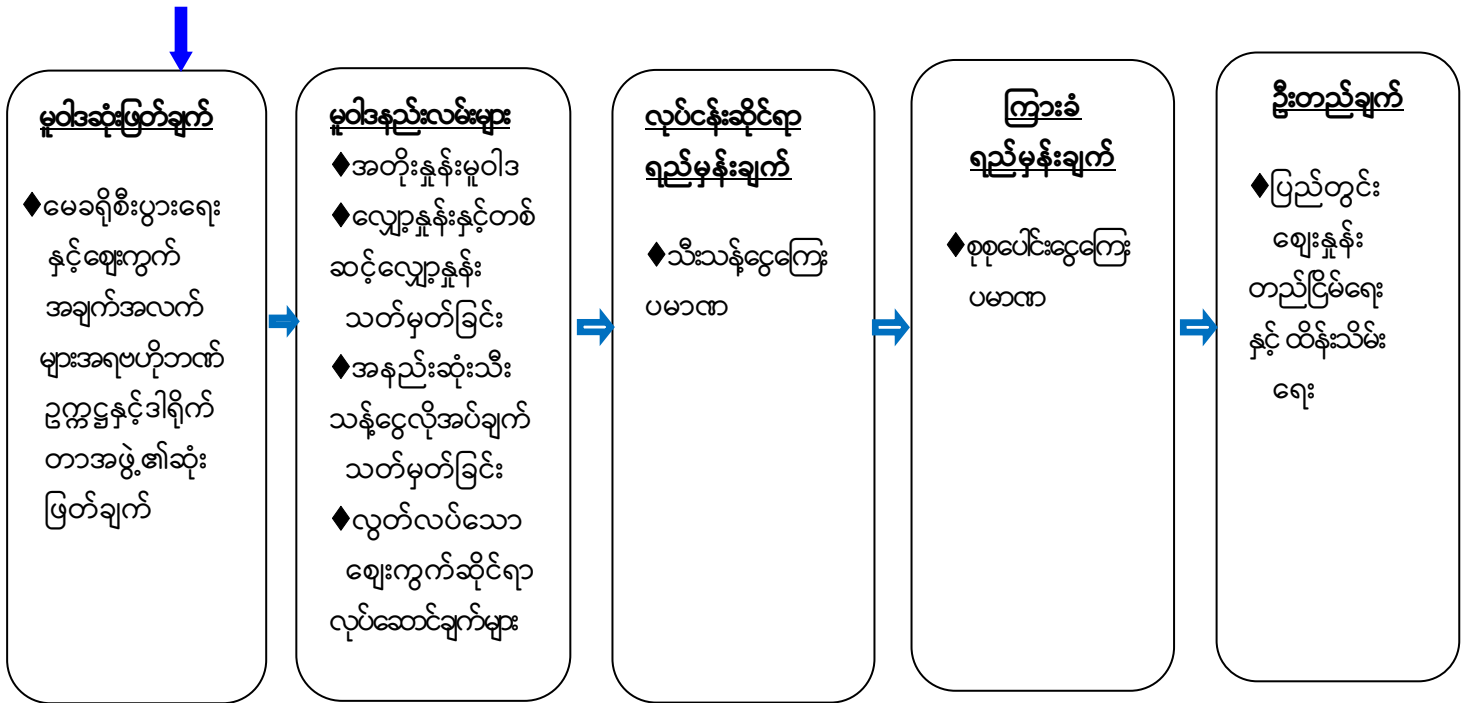 မူဝါဒဆုံးဖြတ်ချက်
♦မေခရိုစီးပွားရေး
နှင့်ဈေးကွက်
အချက်အလက်
များအရဗဟိုဘဏ်
ဥက္ကဋ္ဌနှင့်ဒါရိုက်
တာအဖွဲ့၏ဆုံး
ဖြတ်ချက်
မူဝါဒနည်းလမ်းများ
♦အတိုးနှုန်းမူဝါဒ
♦လျှော့နှုန်းနှင့်တစ်
ဆင့်လျှော့နှုန်း
သတ်မှတ်ခြင်း
♦အနည်းဆုံးသီး
သန့်ငွေလိုအပ်ချက်
သတ်မှတ်ခြင်း
♦လွတ်လပ်သော
ဈေးကွက်ဆိုင်ရာ
လုပ်ဆောင်ချက်များ
လုပ်ငန်းဆိုင်ရာ
ရည်မှန်းချက်
♦သီးသန့်ငွေကြေး
ပမာဏ
ကြားခံ
ရည်မှန်းချက်
♦စုစုပေါင်းငွေကြေး
ပမာဏ
ဦးတည်ချက်
♦ပြည်တွင်း
ဈေးနှုန်း
တည်ငြိမ်ရေး
နှင့် ထိန်းသိမ်း
ရေး